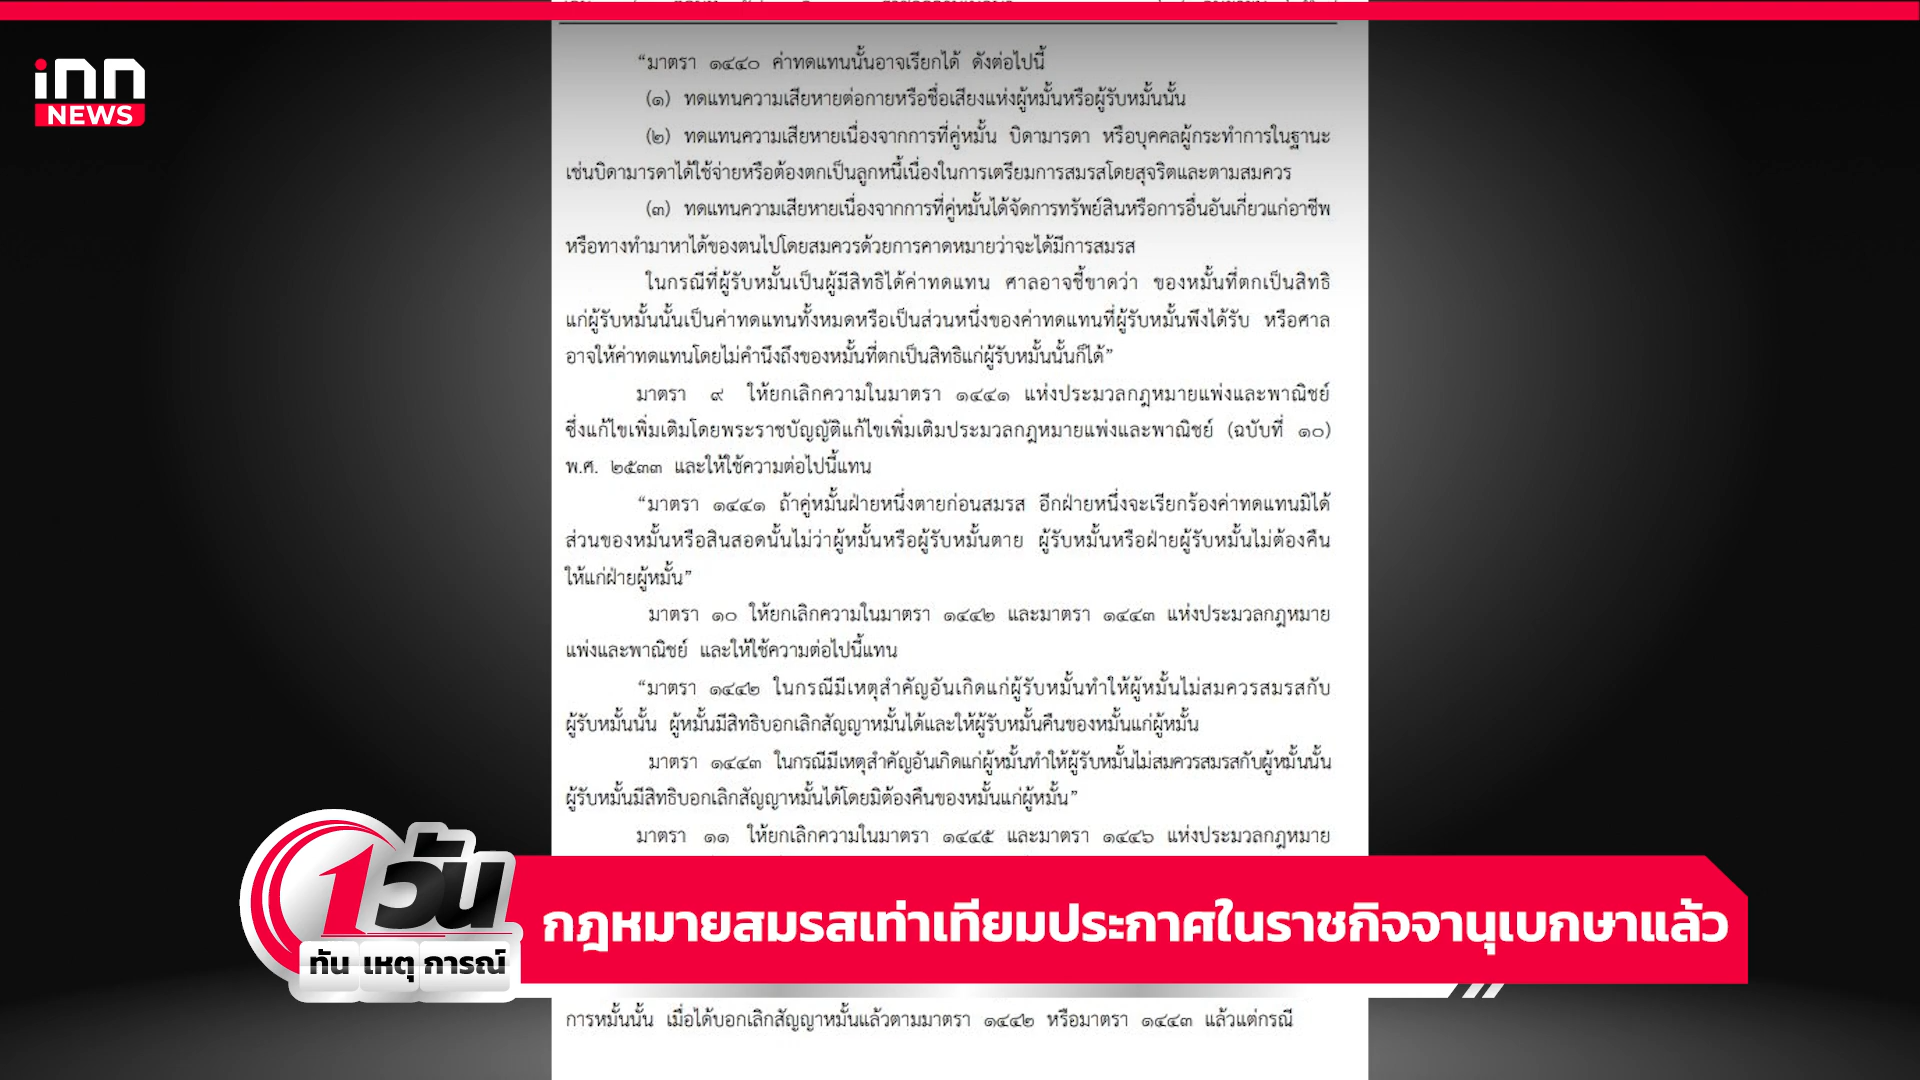 inn
NEWS
“มาตรา ๑๔๔๐ ค่าทดแทนนั้นอาจเรียกได้ ดังต่อไปนี้
(๑) ทดแทนความเสียหายต่อกายหรือชื่อเสียงแห่งผู้หมั้นหรือผู้รับหมั้นนั้น
(๒) ทดแทนความเสียหายเนื่องจากการที่คู่หมั้น บิดามารดา หรือบุคคลผู้กระทำการในฐานะ
เช่นบิดามารดาได้ใช้จ่ายหรือต้องตกเป็นลูกหนี้เนื่องในการเตรียมการสมรสโดยสุจริตและตามสมควร
(๓) ทดแทนความเสียหายเนื่องจากการที่คู่หมั้นได้จัดการทรัพย์สินหรือการอื่นอันเกี่ยวแก่อาชีพ
หรือทางทำมาหาได้ของตนไปโดยสมควรด้วยการคาดหมายว่าจะได้มีการสมรส
ในกรณีที่ผู้รับหมั้นเป็นผู้มีสิทธิได้ค่าทดแทน ศาลอาจชี้ขาดว่า ของหมั้นที่ตกเป็นสิทธิ
แก่ผู้รับหมั้นนั้นเป็นค่าทดแทนทั้งหมดหรือเป็นส่วนหนึ่งของค่าทดแทนที่ผู้รับหมั้นพึงได้รับ หรือศาล
อาจให้ค่าทดแทนโดยไม่คำนึงถึงของหมั้นที่ตกเป็นสิทธิแก่ผู้รับหมั้นนั้นก็ได้”
มาตรา ๙ ให้ยกเลิกความในมาตรา ๑๔๔๑ แห่งประมวลกฎหมายแพ่งและพาณิชย์
ซึ่งแก้ไขเพิ่มเติมโดยพระราชบัญญัติแก้ไขเพิ่มเติมประมวลกฎหมายแพ่งและพาณิชย์ (ฉบับที่ ๑๐)
พ.ศ. ๒๕๓๓ และให้ใช้ความต่อไปนี้แทน
“มาตรา ๑๔๔๑ ถ้าคู่หมั้นฝ่ายหนึ่งตายก่อนสมรส อีกฝ่ายหนึ่งจะเรียกร้องค่าทดแทนมิได้
ส่วนของหมั้นหรือสินสอดนั้นไม่ว่าผู้หมั้นหรือผู้รับหมั้นตาย ผู้รับหมั้นหรือฝ่ายผู้รับหมั้นไม่ต้องคืน
ให้แก่ฝ่ายผู้หมั้น”
มาตรา ๑๐ ให้ยกเลิกความในมาตรา ๑๔๔๒ และมาตรา ๑๔๔๓ แห่งประมวลกฎหมาย
แพ่งและพาณิชย์ และให้ใช้ความต่อไปนี้แทน
“มาตรา ๑๔๔๒ ในกรณีมีเหตุสำคัญอันเกิดแก่ผู้รับหมั้นทำให้ผู้หมั้นไม่สมควรสมรสกับ
ผู้รับหมั้นนั้น ผู้หมั้นมีสิทธิบอกเลิกสัญญาหมั้นได้และให้ผู้รับหมั้นคืนของหมั้นแก่ผู้หมั้น
มาตรา ๑๔๔๓ ในกรณีมีเหตุสำคัญอันเกิดแก่ผู้หมั้นทำให้ผู้รับหมั้นไม่สมควรสมรสกับผู้หมั้นนั้น
ผู้รับหมั้นมีสิทธิบอกเลิกสัญญาหมั้นได้โดยมิต้องคืนของหมั้นแก่ผู้หมั้น”
มาตรา ๑๑ ให้ยกเลิกความในมาตรา ๑๔๔๕ และมาตรา ๑๔๔๖ แห่งประมวลกฎหมาย
1วัน
ทัน เหตุ การณ์
กฎหมายสมรสเท่าเทียมประกาศในราชกิจจานุเบกษาแล้ว
การหมั้นนั้น เมื่อได้บอกเลิกสัญญาหมั้นแล้วตามมาตรา ๑๔๔๒ หรือมาตรา ๑๔๔๓ แล้วแต่กรณี